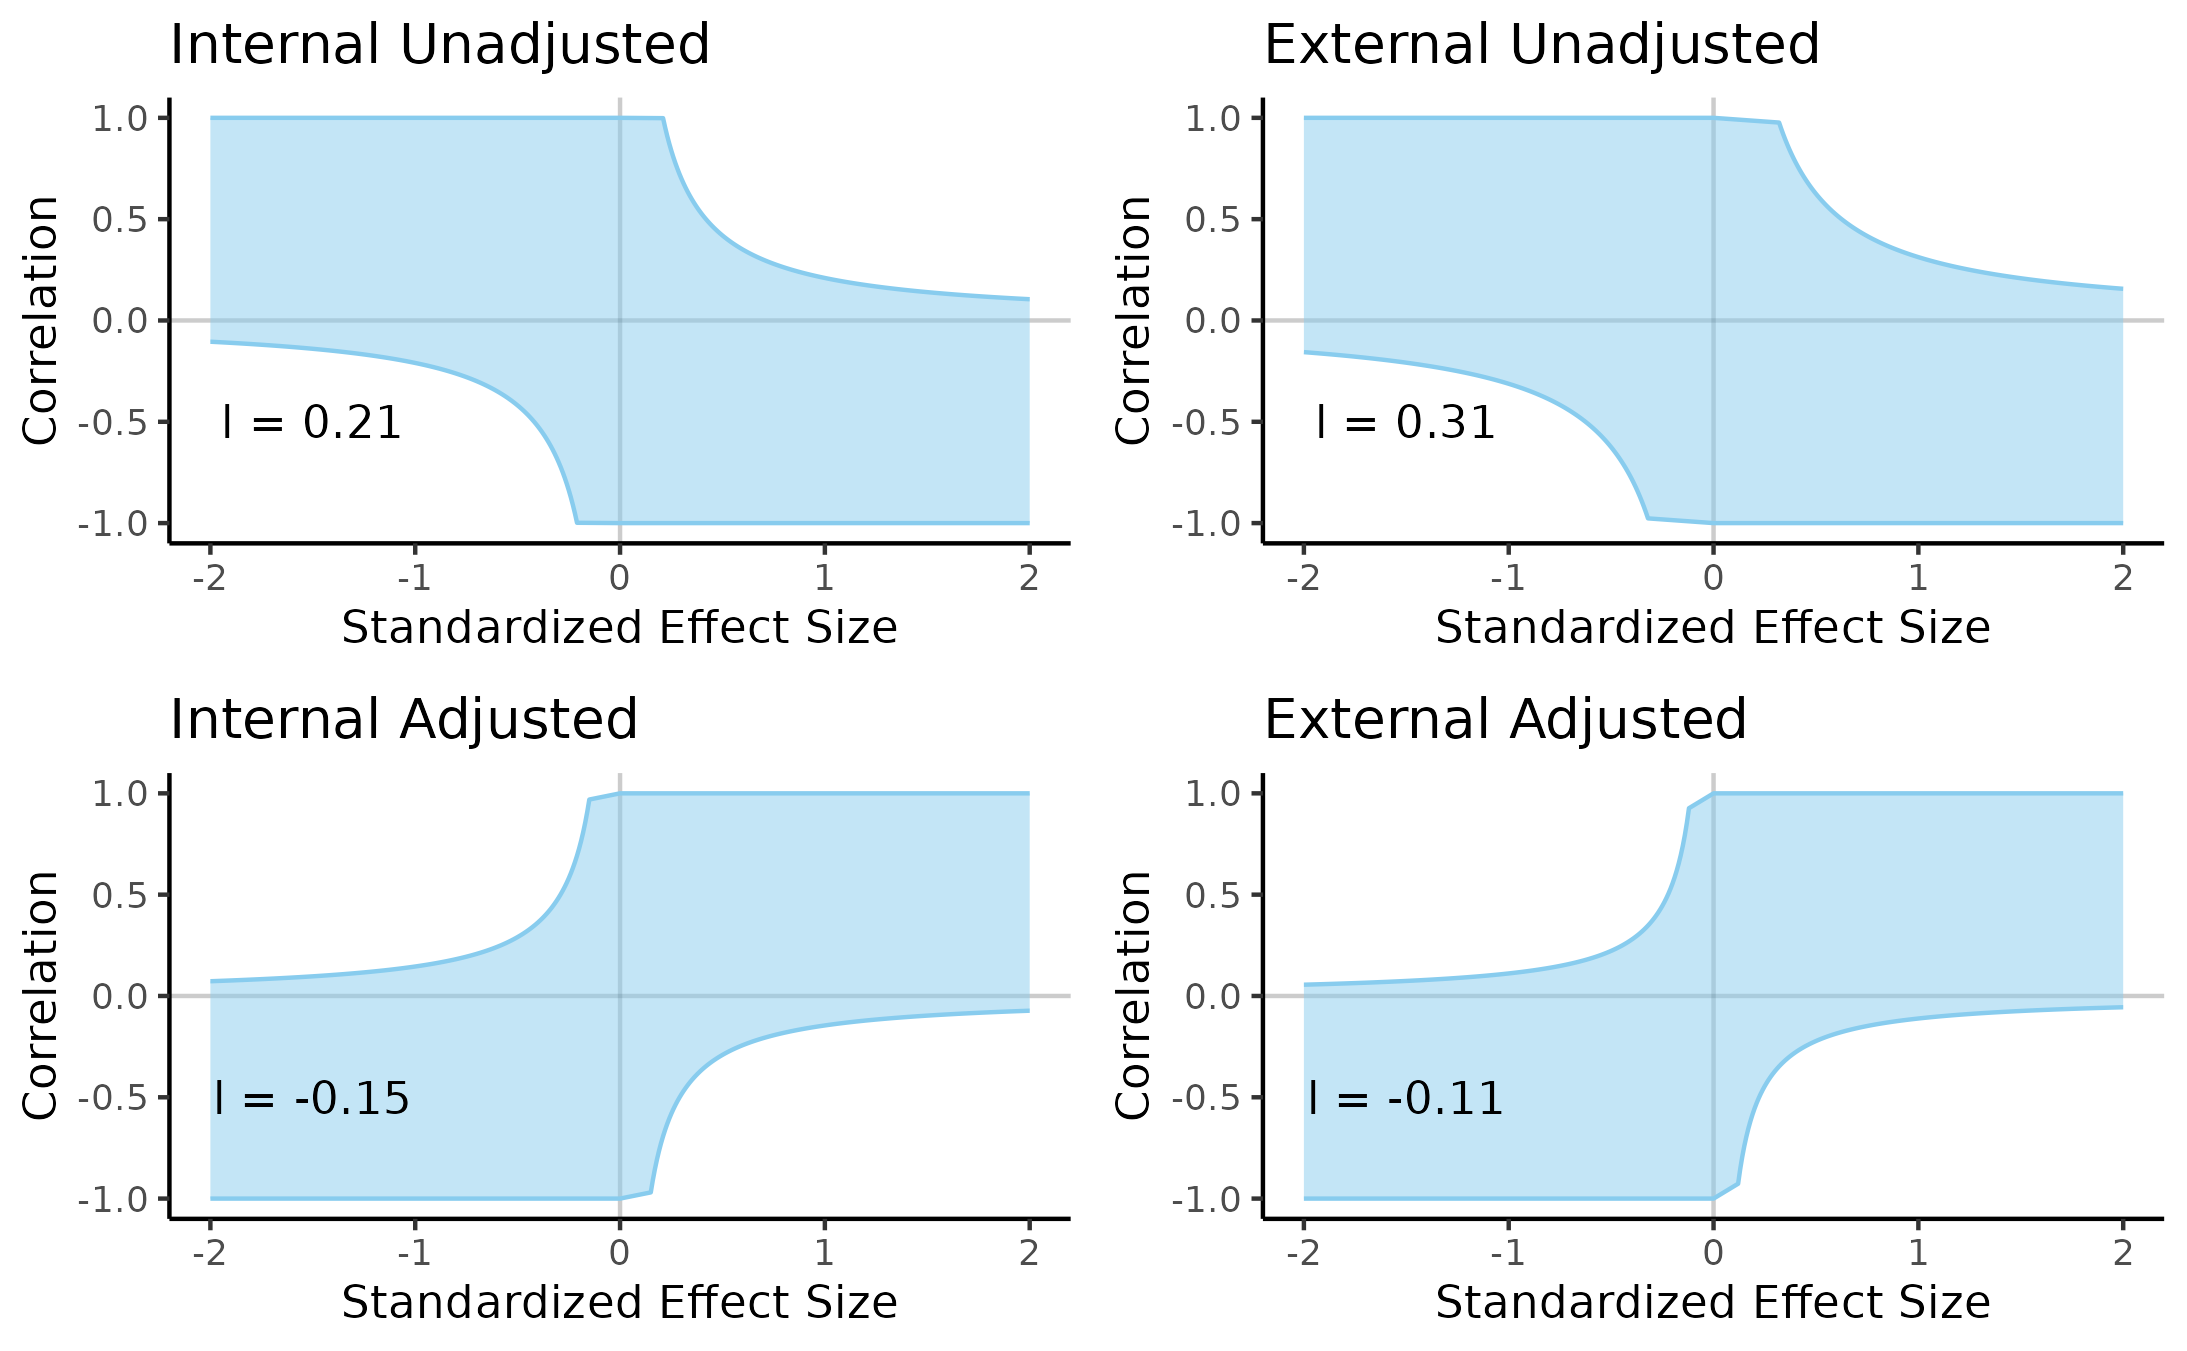 Internal Unadjusted
Correlation
1.0
0.5
0.0
-0.5
-1.0
l = 0.21
-2 -1 0 1 2
Standardized Effect Size
External Unadjusted
Correlation
1.0
0.5
0.0
-0.5
-1.0
l = 0.31
-2 -1 0 1 2
Standardized Effect Size
Internal Adjusted
Correlation
1.0
0.5
0.0
-0.5
-1.0
l = -0.15
-2 -1 0 1 2
Standardized Effect Size
External Adjusted
Correlation
1.0
0.5
0.0
-0.5
-1.0
l = -0.11
-2 -1 0 1 2
Standardized Effect Size